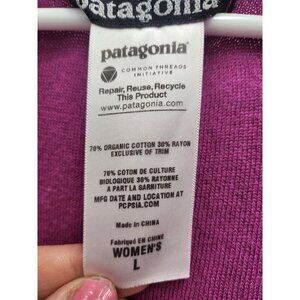 patagonia
patagonia®
COMMON THREADS
INITIATIVE
Repair, Reuse, Recycle
This Product
www.patagonia.com
70% ORGANIC COTTON 30% RAYON
EXCLUSIVE OF TRIM
70% COTON DE CULTURE
BIOLOGIQUE 30% RAYONNE
A PART LA GARNITURE
MFG DATE AND LOCATION AT
PCPSIA.COM
MADE IN CHINA
Fabriqué EN CHINE
WOMEN'S
L